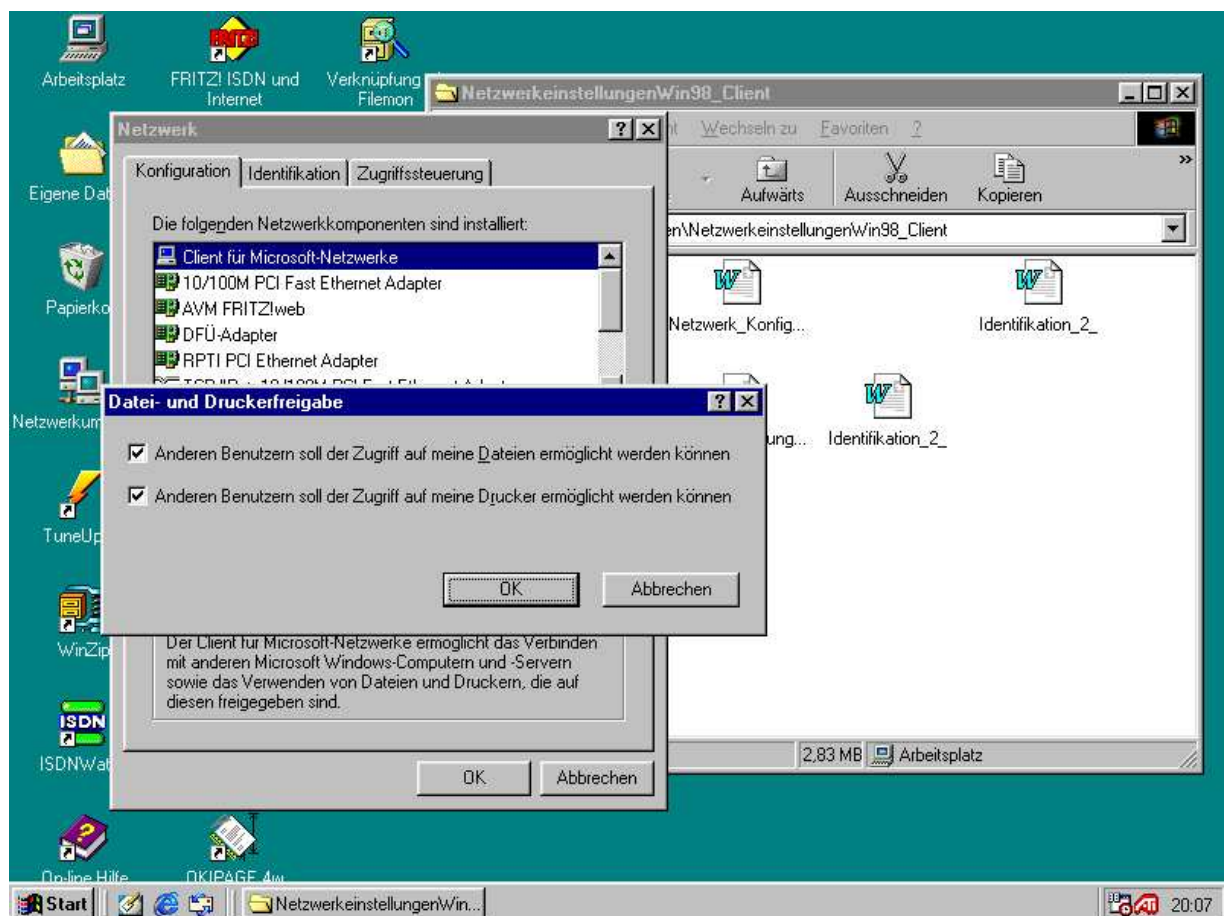 Arbeitsplatz
FRITZ! ISDN und
Internet
Verknüpfung
Filemon
NetzwerkeinstellungenWin98_Client
Wechseln zu Favoriten ?
Aufwärts
Ausschneiden
Kopieren
Netzwerk
Konfiguration
Identifikation
Zugriffssteuerung
Eigene Dat
en\NetzwerkeinstellungenWin98_Client
Die folgenden Netzwerkkomponenten sind installiert:
Client für Microsoft-Netzwerke
10/100M PCI Fast Ethernet Adapter
AVM FRITZ!web
DFÜ-Adapter
RPTI PCI Ethernet Adapter
Papierko
Netzwerk_Konfig...
Identifikation_2_
Netzwerkum
Datei- und Druckerfreigabe
Anderen Benutzern soll der Zugriff auf meine Dateien ermöglicht werden können
Anderen Benutzern soll der Zugriff auf meine Drucker ermöglicht werden können
OK
Abbrechen
ung...
Identifikation_2_
TuneUp
WinZip
Der Client für Microsoft-Netzwerke ermöglicht das Verbinden
mit anderen Microsoft Windows-Computern und -Servern
sowie das Verwenden von Dateien und Druckern, die auf
diesen freigegeben sind.
ISDN
ISDNWat
OK
Abbrechen
2,83 MB
Arbeitsplatz
On-line Hilfe
OKIPAGE 4w
Start
NetzwerkeinstellungenWin...
20:07